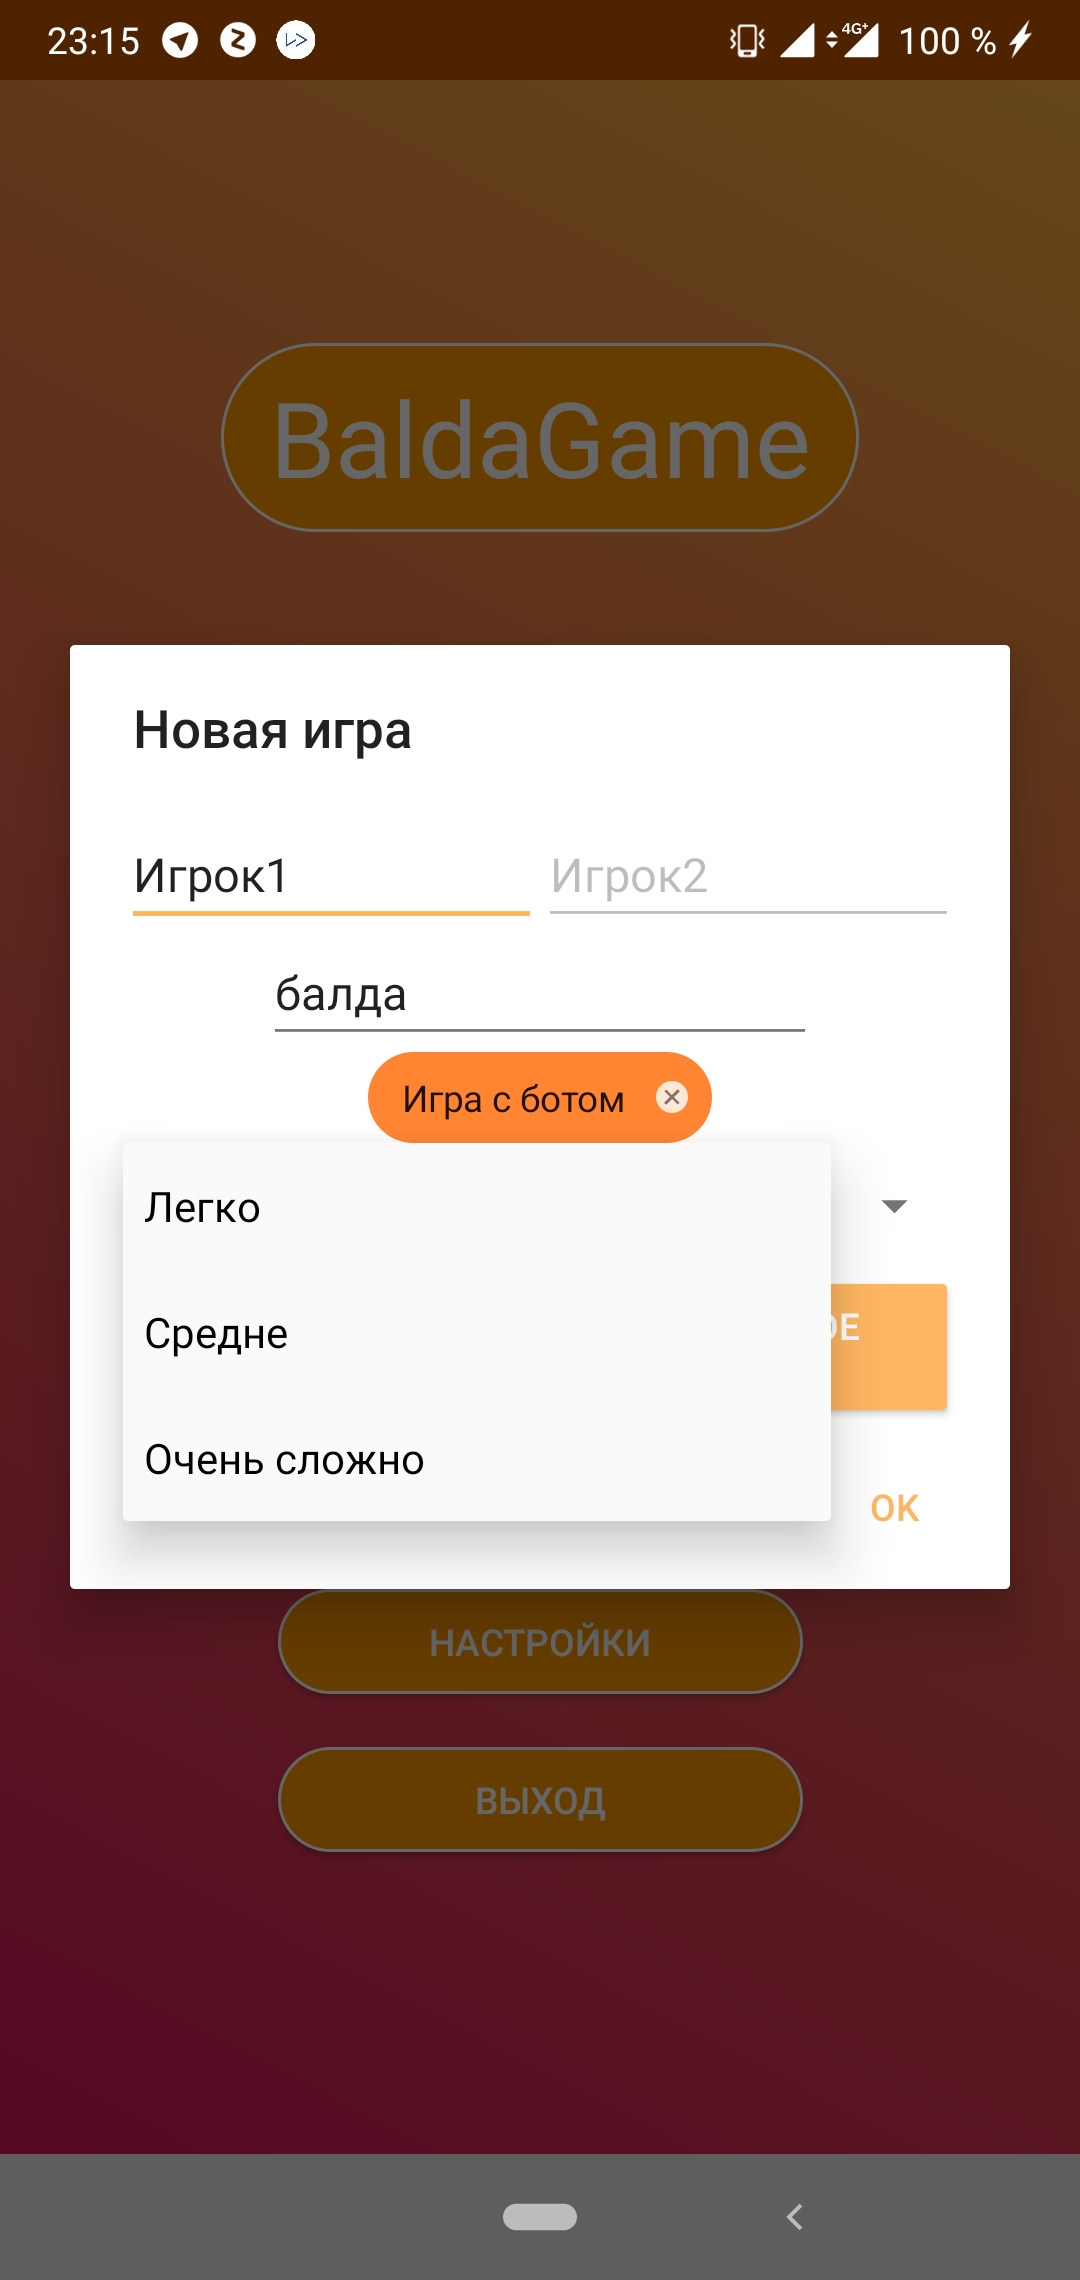 23:15
4G+ 100 %
BaldaGame
Новая игра
Игрок1 Игрок2
балда
Игра с ботом
Легко
Средне
Очень сложно
OK
НАСТРОЙКИ
ВЫХОД